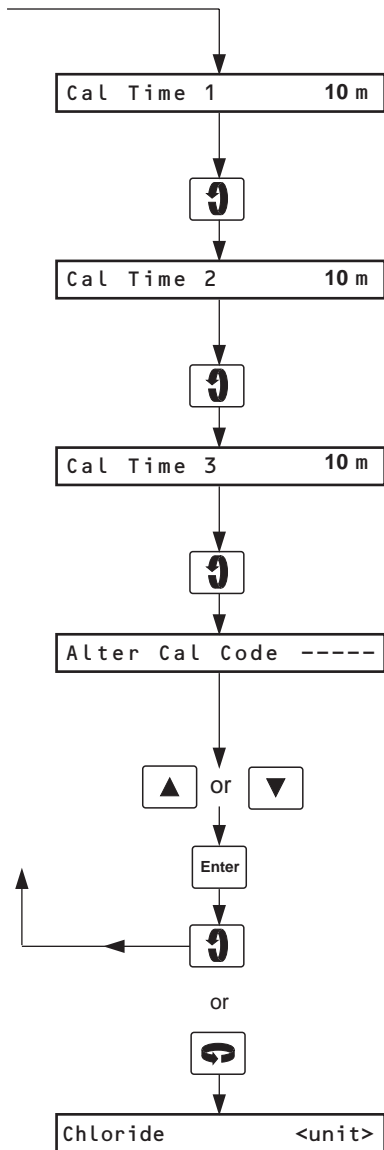 Cal Time 1 10 m
Cal Time 2 10 m
Cal Time 3 10 m
Alter Cal Code -----
▲ or ▼
Enter
or
Chloride <unit>